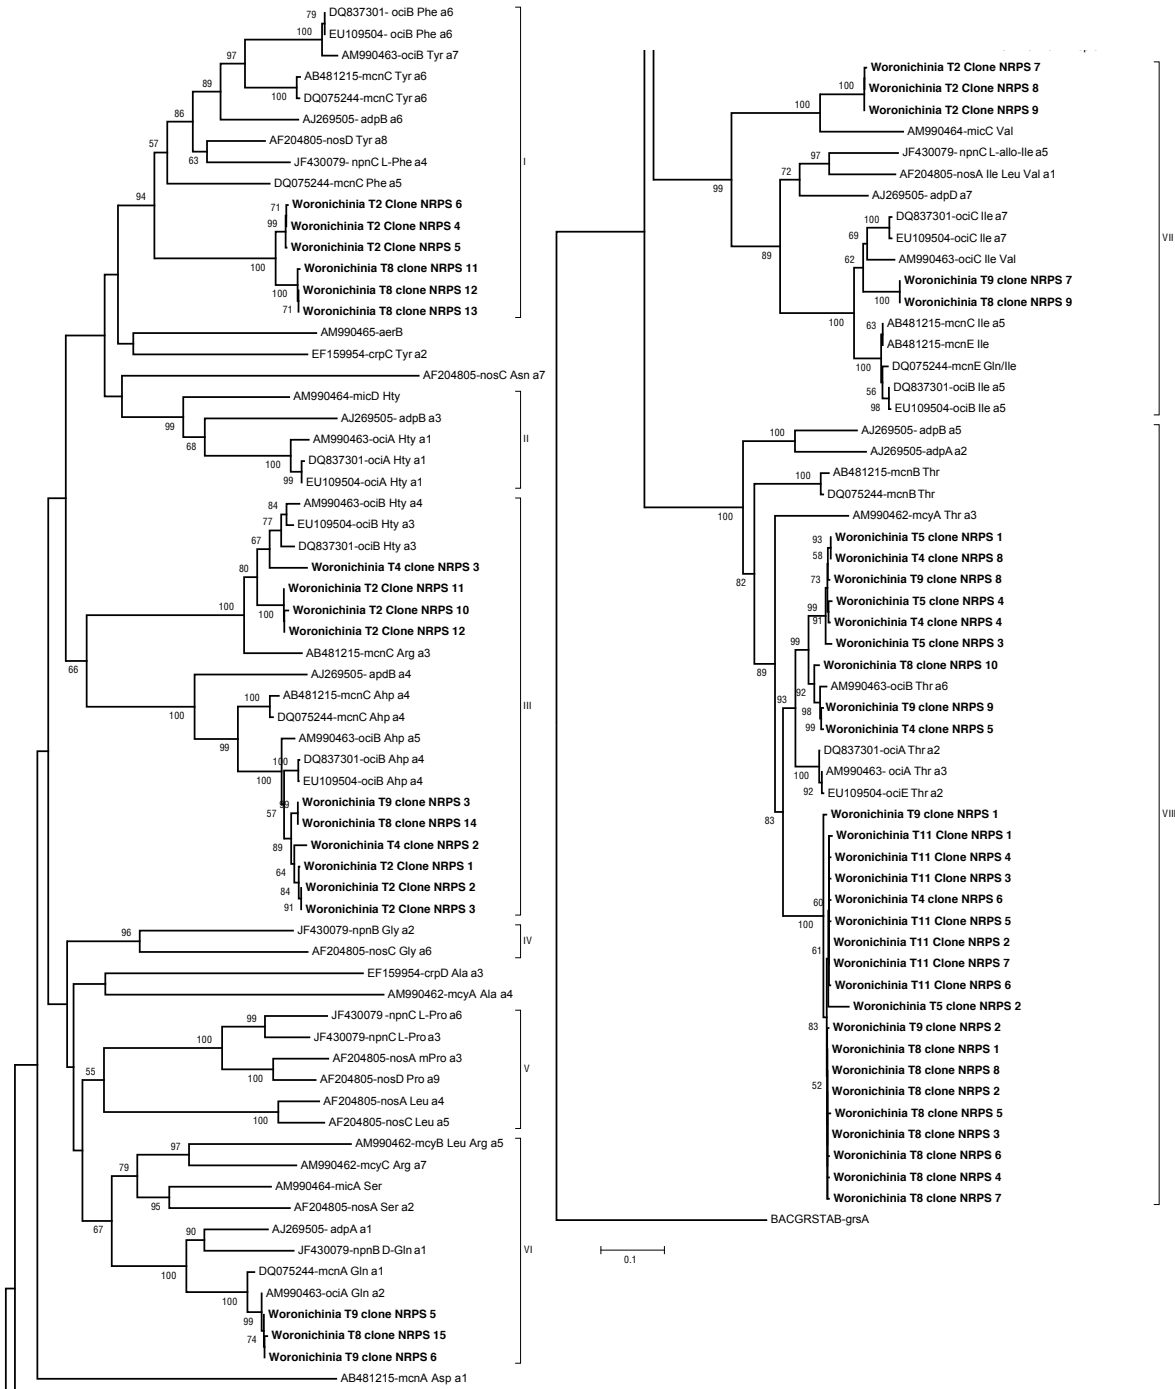 DQ837301- ociB Phe a6
EU109504- ociB Phe a6
AM990463-ociB Tyr a7
AB481215-mcnC Tyr a6
DQ075244-mcnC Tyr a6
AJ269505- adpB a6
AF204805-nosD Tyr a8
JF430079- npnC L-Phe a4
DQ075244-mcnC Phe a5
Woronichinia T2 Clone NRPS 6
Woronichinia T2 Clone NRPS 4
Woronichinia T2 Clone NRPS 5
Woronichinia T8 clone NRPS 11
Woronichinia T8 clone NRPS 12
Woronichinia T8 clone NRPS 13
AM990465-aerB
EF159954-crpC Tyr a2
AF204805-nosC Asn a7
AM990464-micD Hty
AJ269505- adpB a3
AM990463-ociA Hty a1
DQ837301-ociA Hty a1
EU109504-ociA Hty a1
AM990463-ociB Hty a4
EU109504-ociB Hty a3
DQ837301-ociB Hty a3
Woronichinia T4 clone NRPS 3
Woronichinia T2 Clone NRPS 11
Woronichinia T2 Clone NRPS 10
Woronichinia T2 Clone NRPS 12
AB481215-mcnC Arg a3
AJ269505-apdB a4
AB481215-mcnC Ahp a4
DQ075244-mcnC Ahp a4
AM990463-ociB Ahp a5
DQ837301-ociB Ahp a4
EU109504-ociB Ahp a4
Woronichinia T9 clone NRPS 3
Woronichinia T8 clone NRPS 14
Woronichinia T4 clone NRPS 2
Woronichinia T2 Clone NRPS 1
Woronichinia T2 Clone NRPS 2
Woronichinia T2 Clone NRPS 3
JF430079-npnB Gly a2
AF204805-nosC Gly a6
EF159954-crpD Ala a3
AM990462-mcyA Ala a4
JF430079 -npnC L-Pro a6
JF430079-npnC L-Pro a3
AF204805-nosA mPro a3
AF204805-nosD Pro a9
AF204805-nosA Leu a4
AF204805-nosC Leu a5
AM990462-mcyB Leu Arg a5
AM990462-mcyC Arg a7
AM990464-micA Ser
AF204805-nosA Ser a2
AJ269505- adpA a1
JF430079-npnB D-Gln a1
DQ075244-mcnA Gln a1
AM990463-ociA Gln a2
Woronichinia T9 clone NRPS 5
Woronichinia T8 clone NRPS 15
Woronichinia T9 clone NRPS 6
AB481215-mcnA Asp a1
79
100
97
100
89
86
63
57
94
71
99
100
100
71
99
68
100
99
84
77
67
80
100
100
66
100
100
99
100
100
57
89
64
84
91
96
99
100
100
55
100
97
79
95
67
90
100
100
99
74
I
II
III
IV
V
VI
Woronichinia T2 Clone NRPS 7
Woronichinia T2 Clone NRPS 8
Woronichinia T2 Clone NRPS 9
AM990464-micC Val
JF430079- npnC L-allo-Ile a5
AF204805-nosA Ile Leu Val a1
AJ269505-adpD a7
DQ837301-ociC Ile a7
EU109504-ociC Ile a7
AM990463-ociC Ile Val
Woronichinia T9 clone NRPS 7
Woronichinia T8 clone NRPS 9
AB481215-mcnC Ile a5
AB481215-mcnE Ile
DQ075244-mcnE Gln/Ile
DQ837301-ociB Ile a5
EU109504-ociB Ile a5
AJ269505- adpB a5
AJ269505-adpA a2
AB481215-mcnB Thr
DQ075244-mcnB Thr
AM990462-mcyA Thr a3
Woronichinia T5 clone NRPS 1
Woronichinia T4 clone NRPS 8
Woronichinia T9 clone NRPS 8
Woronichinia T5 clone NRPS 4
Woronichinia T4 clone NRPS 4
Woronichinia T5 clone NRPS 3
Woronichinia T8 clone NRPS 10
AM990463-ociB Thr a6
Woronichinia T9 clone NRPS 9
Woronichinia T4 clone NRPS 5
DQ837301-ociA Thr a2
AM990463- ociA Thr a3
EU109504-ociE Thr a2
Woronichinia T9 clone NRPS 1
Woronichinia T11 Clone NRPS 1
Woronichinia T11 Clone NRPS 4
Woronichinia T11 Clone NRPS 3
Woronichinia T4 clone NRPS 6
Woronichinia T11 Clone NRPS 5
Woronichinia T11 Clone NRPS 2
Woronichinia T11 Clone NRPS 7
Woronichinia T11 Clone NRPS 6
Woronichinia T5 clone NRPS 2
Woronichinia T9 clone NRPS 2
Woronichinia T8 clone NRPS 1
Woronichinia T8 clone NRPS 8
Woronichinia T8 clone NRPS 2
Woronichinia T8 clone NRPS 5
Woronichinia T8 clone NRPS 3
Woronichinia T8 clone NRPS 6
Woronichinia T8 clone NRPS 4
Woronichinia T8 clone NRPS 7
BACGRSTAB-grsA
100
100
99
97
72
89
100
69
62
100
100
63
100
56
98
100
100
100
82
89
93
58
73
99
91
99
93
92
98
99
100
92
83
60
100
61
83
52
VII
VIII
0.1